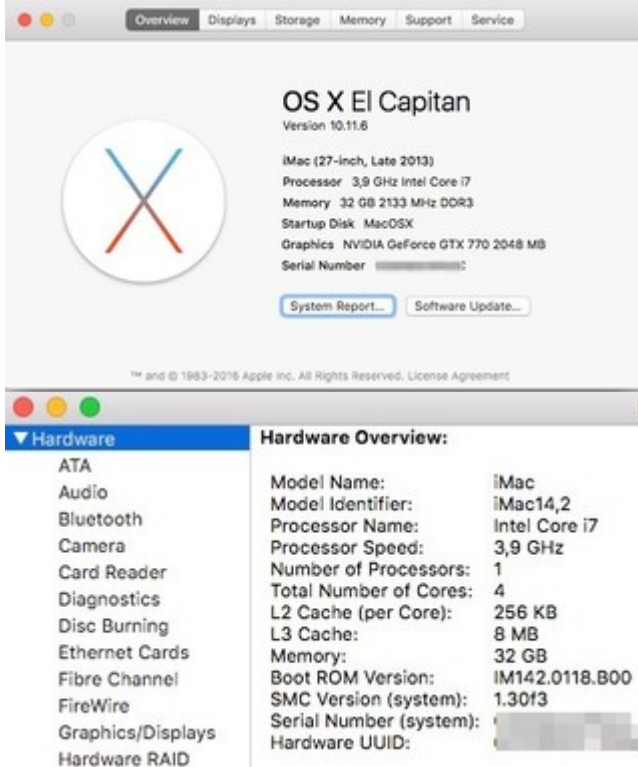 Overview Displays Storage Memory Support Service
OS X El Capitan
Version 10.11.6
iMac (27-inch, Late 2013)
Processor 3,9 GHz Intel Core i7
Memory 32 GB 2133 MHz DDR3
Startup Disk MacOSX
Graphics NVIDIA GeForce GTX 770 2048 MB
Serial Number
System Report... Software Update...
™ and © 1983-2016 Apple Inc. All Rights Reserved. License Agreement
Hardware
ATA
Audio
Bluetooth
Camera
Card Reader
Diagnostics
Disc Burning
Ethernet Cards
Fibre Channel
FireWire
Graphics/Displays
Hardware RAID
Hardware Overview:
Model Name: iMac
Model Identifier: iMac14,2
Processor Name: Intel Core i7
Processor Speed: 3,9 GHz
Number of Processors: 1
Total Number of Cores: 4
L2 Cache (per Core): 256 KB
L3 Cache: 8 MB
Memory: 32 GB
Boot ROM Version: IM142.0118.B00
SMC Version (system): 1.30f3
Serial Number (system):
Hardware UUID: